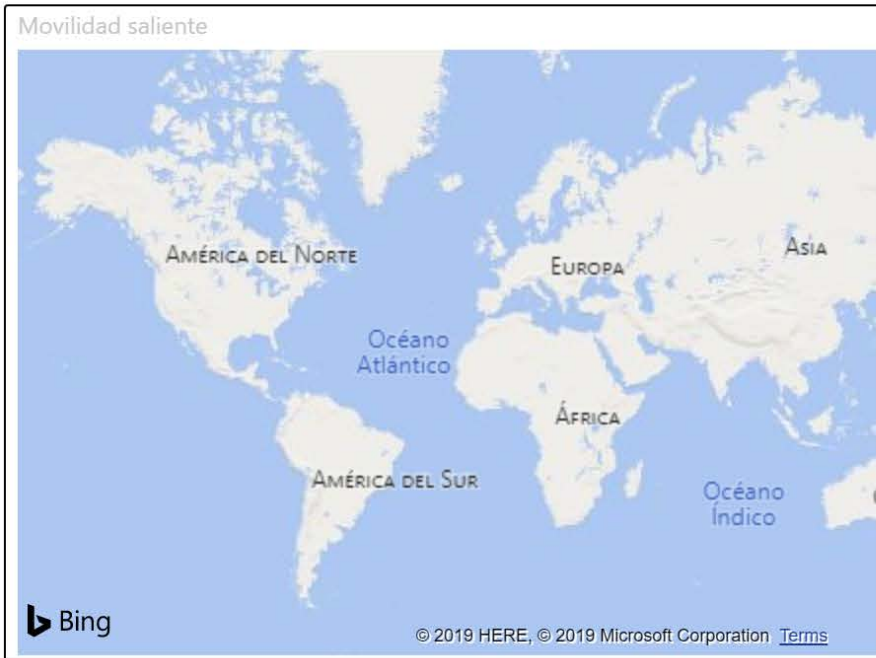 Movilidad saliente
América del Norte
Europa
Asia
Océano
Atlántico
África
América del Sur
Océano
Índico
Bing
© 2019 HERE, © 2019 Microsoft Corporation Terms